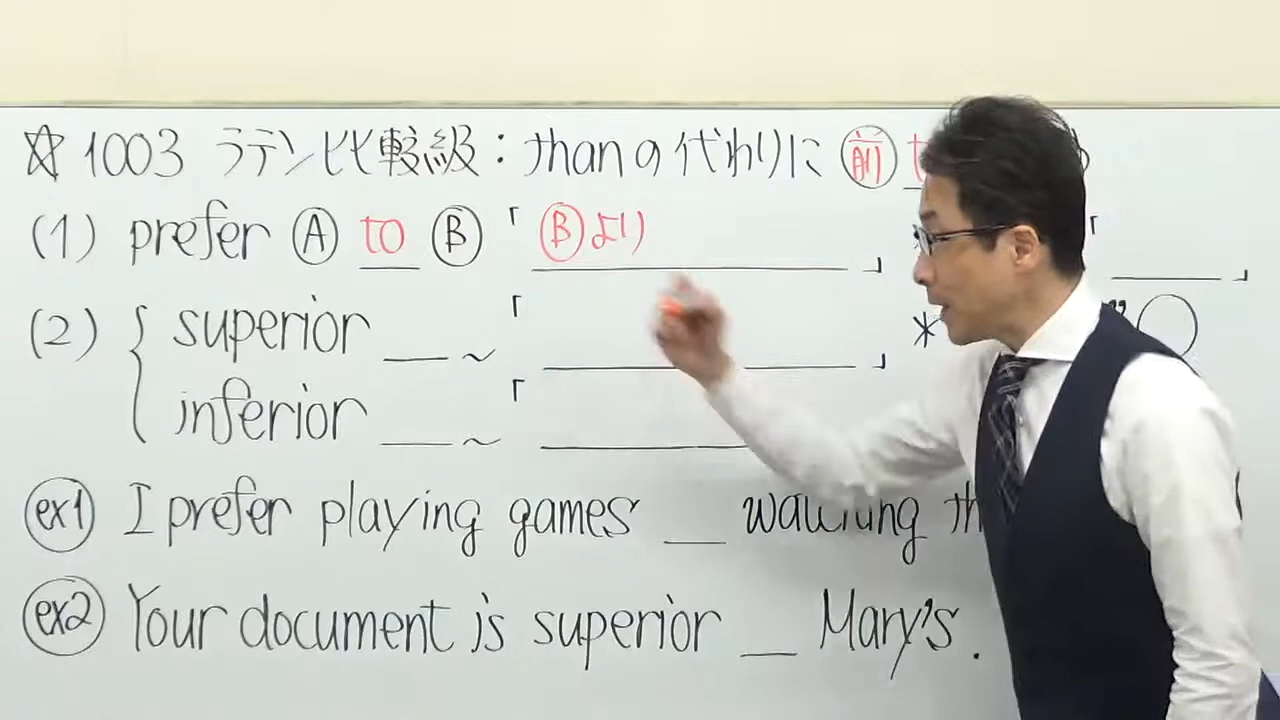 ☆ 1003 ラテン比較級：thanの代わりに 前 t
(1) prefer Ⓐ to Ⓑ 「 Ⓑより 」 * 「 」
(2) { superior __ ~ 「 」 *
inferior __ ~ 「
ex1 I prefer playing games __ watching th
ex2 Your document is superior __ Mary's.